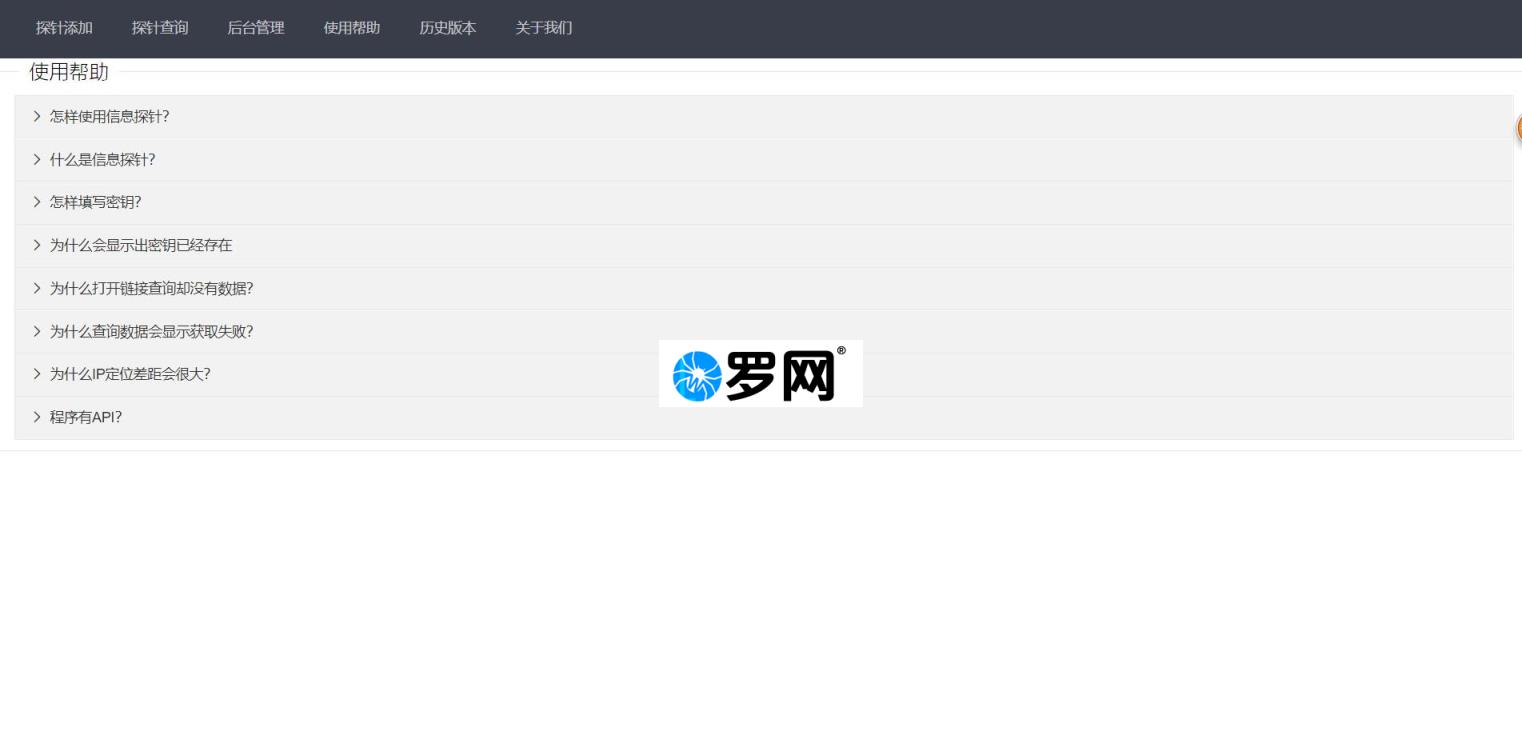 探针添加 探针查询 后台管理 使用帮助 历史版本 关于我们
使用帮助
怎样使用信息探针?
什么是信息探针?
怎样填写密钥?
为什么会显示出密钥已经存在
为什么打开链接查询却没有数据?
为什么查询数据会显示获取失败?
为什么IP定位差距会很大?
罗网®
程序有API?